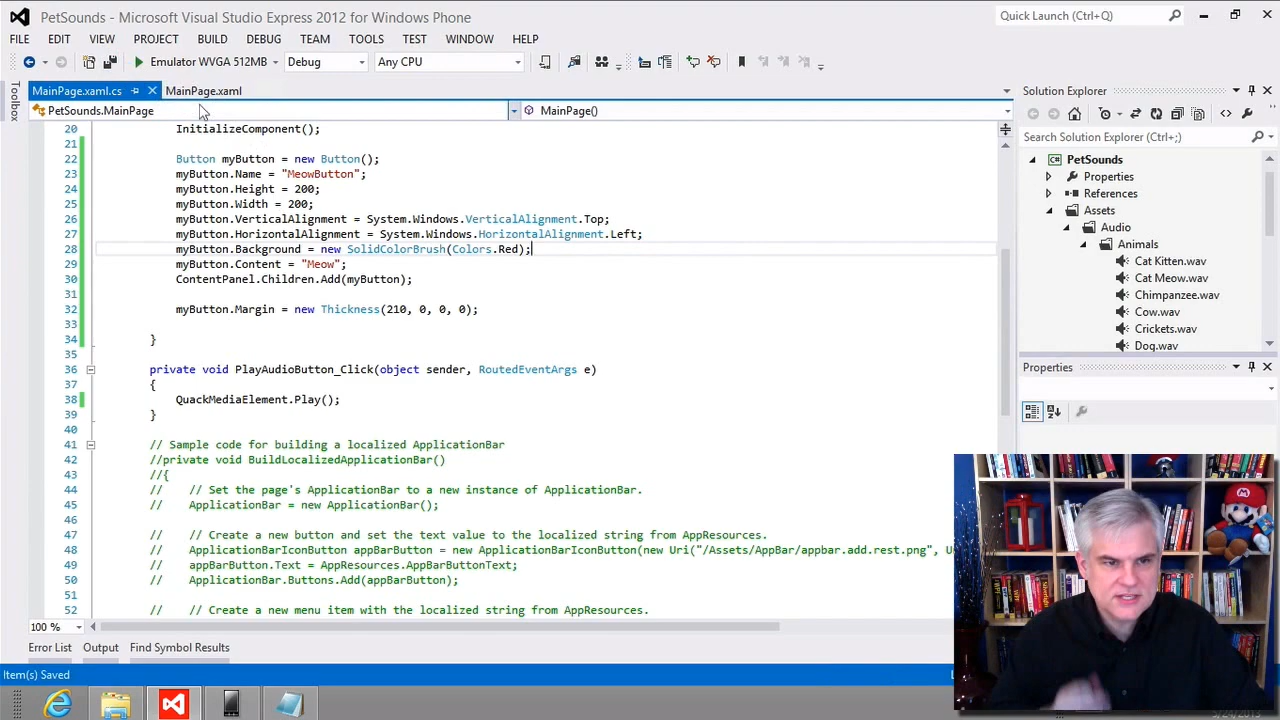 PetSounds - Microsoft Visual Studio Express 2012 for Windows Phone
Quick Launch (Ctrl+Q)
FILE EDIT VIEW PROJECT BUILD DEBUG TEAM TOOLS TEST WINDOW HELP
Emulator WVGA 512MB Debug Any CPU
Toolbox
MainPage.xaml.cs MainPage.xaml
PetSounds.MainPage MainPage()
20 InitializeComponent();
21
22 Button myButton = new Button();
23 myButton.Name = "MeowButton";
24 myButton.Height = 200;
25 myButton.Width = 200;
26 myButton.VerticalAlignment = System.Windows.VerticalAlignment.Top;
27 myButton.HorizontalAlignment = System.Windows.HorizontalAlignment.Left;
28 myButton.Background = new SolidColorBrush(Colors.Red);
29 myButton.Content = "Meow";
30 ContentPanel.Children.Add(myButton);
31
32 myButton.Margin = new Thickness(210, 0, 0, 0);
33
34 }
35
36 private void PlayAudioButton_Click(object sender, RoutedEventArgs e)
37 {
38 QuackMediaElement.Play();
39 }
40
41 // Sample code for building a localized ApplicationBar
42 //private void BuildLocalizedApplicationBar()
43 //{
44 // // Set the page's ApplicationBar to a new instance of ApplicationBar.
45 // ApplicationBar = new ApplicationBar();
46
47 // // Create a new button and set the text value to the localized string from AppResources.
48 // ApplicationBarIconButton appBarButton = new ApplicationBarIconButton(new Uri("/Assets/AppBar/appbar.add.rest.png", U
49 // appBarButton.Text = AppResources.AppBarButtonText;
50 // ApplicationBar.Buttons.Add(appBarButton);
51
52 // // Create a new menu item with the localized string from AppResources.
100 %
Error List Output Find Symbol Results
Item(s) Saved
Solution Explorer
Search Solution Explorer (Ctrl+;)
PetSounds
Properties
References
Assets
Audio
Animals
Cat Kitten.wav
Cat Meow.wav
Chimpanzee.wav
Cow.wav
Crickets.wav
Dog.wav
Properties